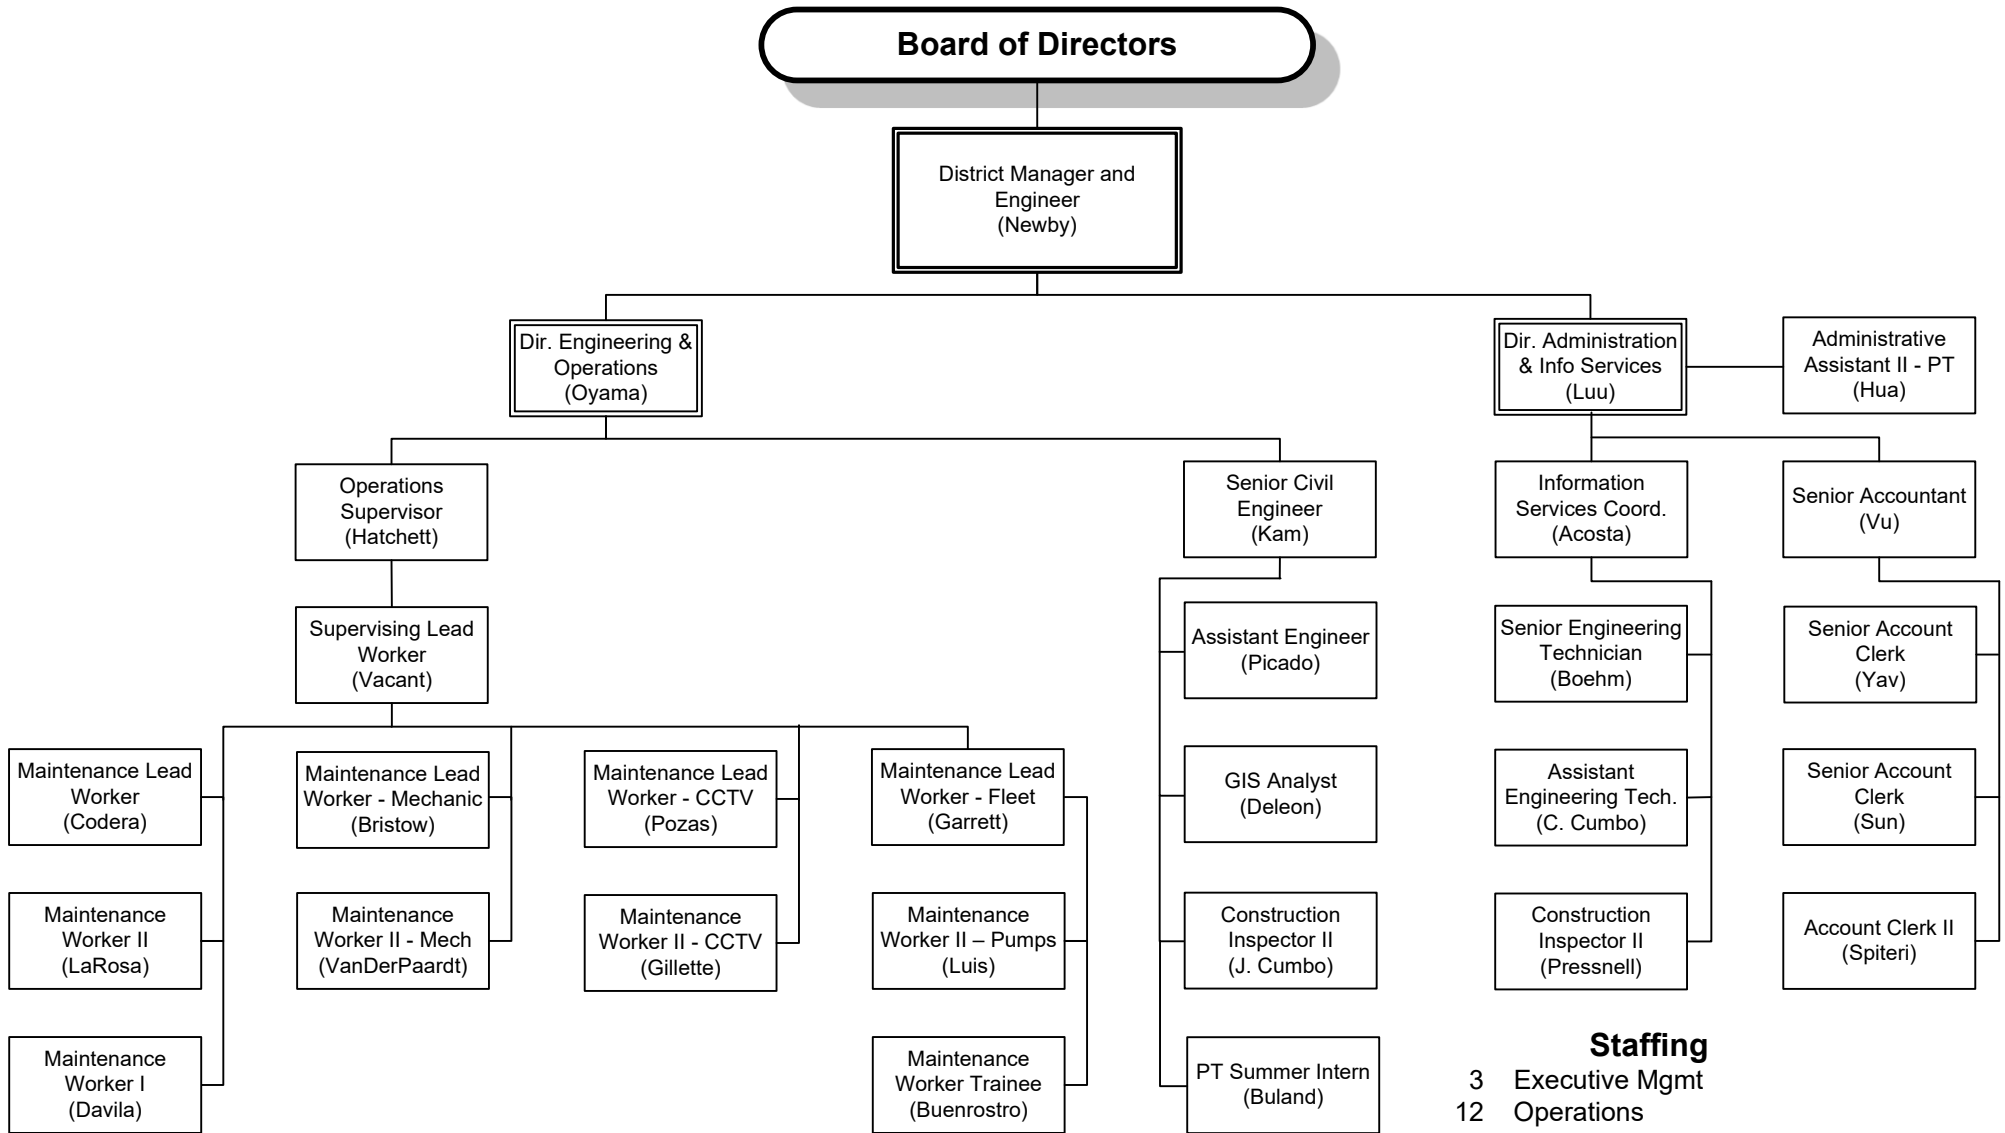 Board of Directors
District Manager and
Engineer
(Newby)
Dir. Engineering &
Operations
(Oyama)
Dir. Administration
& Info Services
(Luu)
Administrative
Assistant II - PT
(Hua)
Operations
Supervisor
(Hatchett)
Senior Civil
Engineer
(Kam)
Information
Services Coord.
(Acosta)
Senior Accountant
(Vu)
Supervising Lead
Worker
(Vacant)
Assistant Engineer
(Picado)
Senior Engineering
Technician
(Boehm)
Senior Account
Clerk
(Yav)
Maintenance Lead
Worker
(Codera)
Maintenance Lead
Worker - Mechanic
(Bristow)
Maintenance Lead
Worker - CCTV
(Pozas)
Maintenance Lead
Worker - Fleet
(Garrett)
GIS Analyst
(Deleon)
Assistant
Engineering Tech.
(C. Cumbo)
Senior Account
Clerk
(Sun)
Maintenance
Worker II
(LaRosa)
Maintenance
Worker II - Mech
(VanDerPaardt)
Maintenance
Worker II - CCTV
(Gillette)
Maintenance
Worker II – Pumps
(Luis)
Construction
Inspector II
(J. Cumbo)
Construction
Inspector II
(Pressnell)
Account Clerk II
(Spiteri)
Maintenance
Worker I
(Davila)
Maintenance
Worker Trainee
(Buenrostro)
PT Summer Intern
(Buland)
Staffing
3 Executive Mgmt
12 Operations